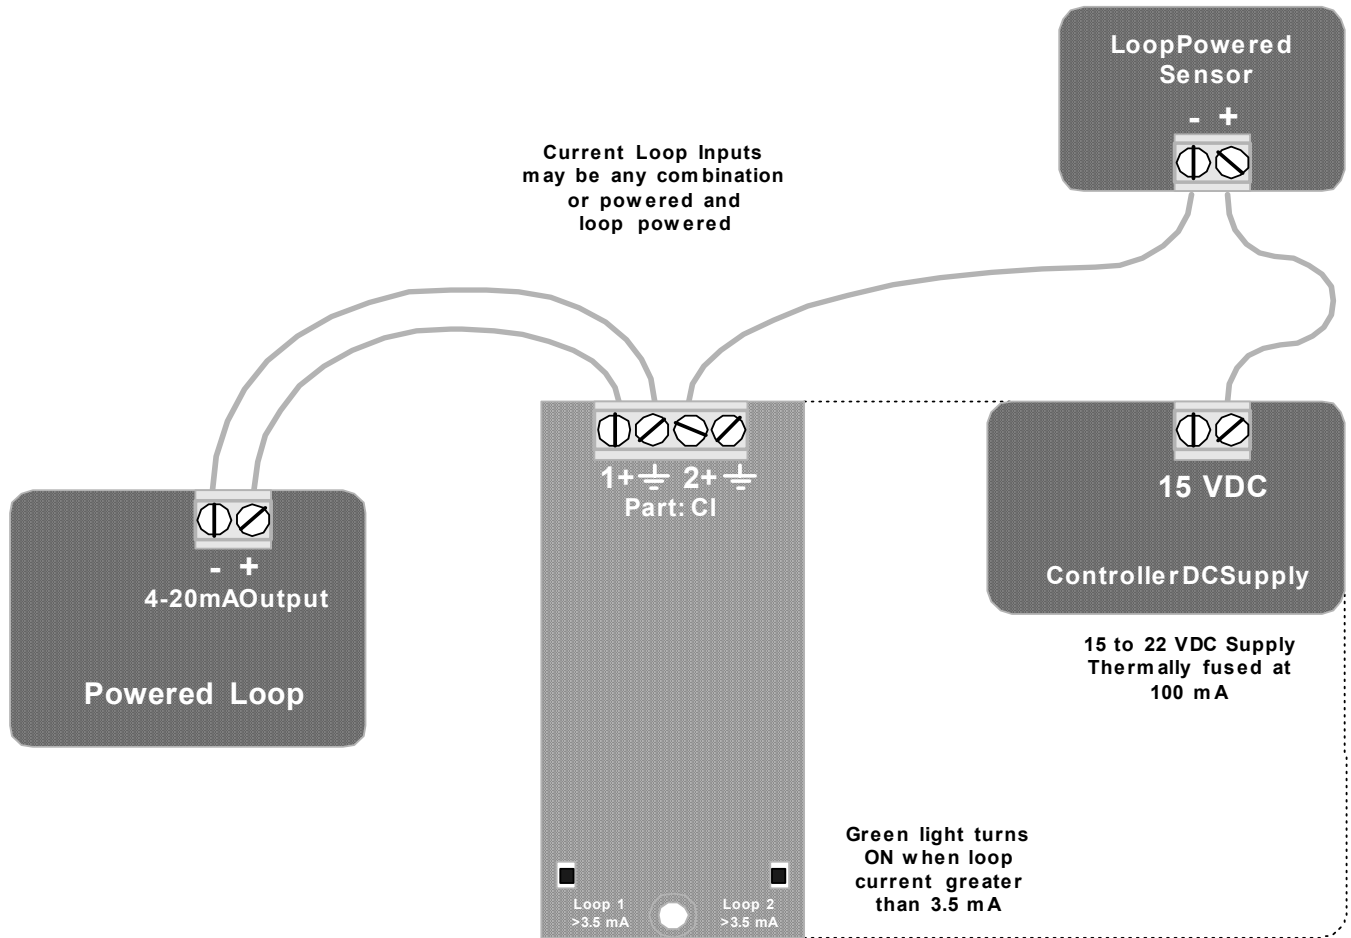 LoopPowered
Sensor
- +
Current Loop Inputs
may be any combination
or powered and
loop powered
1+ 2+
Part: CI
15 VDC
ControllerDCSupply
- +
4-20mAOutput
Powered Loop
15 to 22 VDC Supply
Thermally fused at
100 mA
Green light turns
ON when loop
current greater
than 3.5 mA
Loop 1
>3.5 mA
Loop 2
>3.5 mA